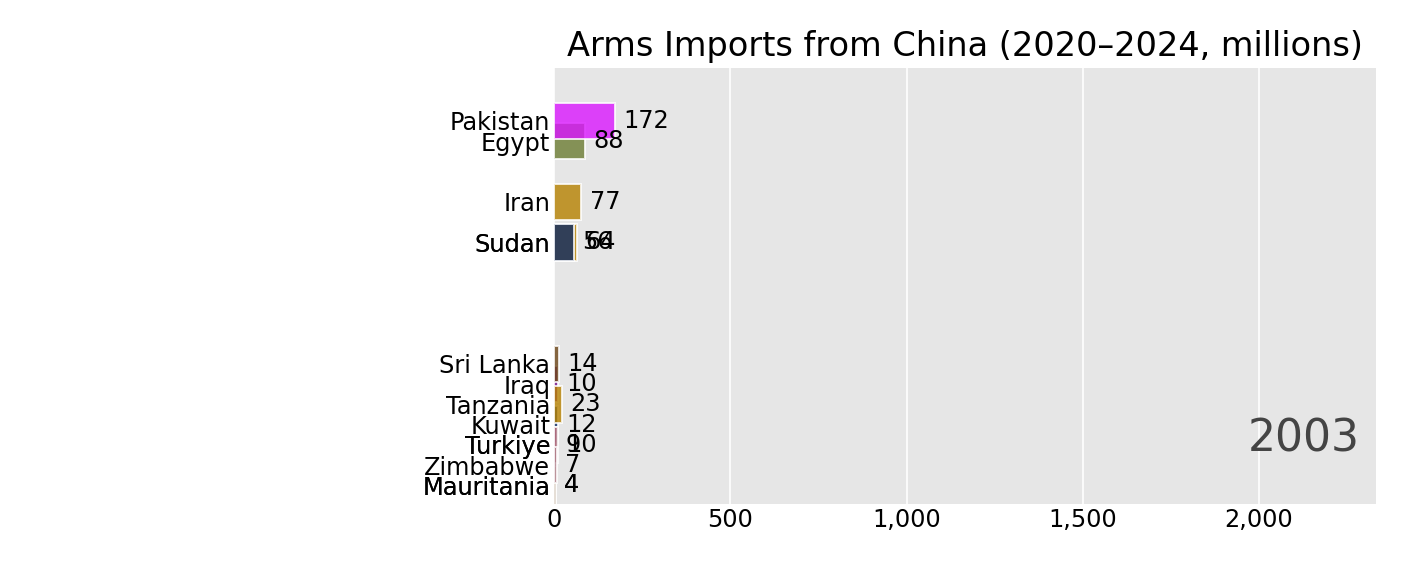 Arms Imports from China (2020–2024, millions)
Pakistan 172
Egypt 88
Iran 77
Sudan
Sri Lanka 14
Iraq 10
Tanzania 23
Kuwait 12
Turkiye
Zimbabwe 7
Mauritania 4
2003
0 500 1,000 1,500 2,000